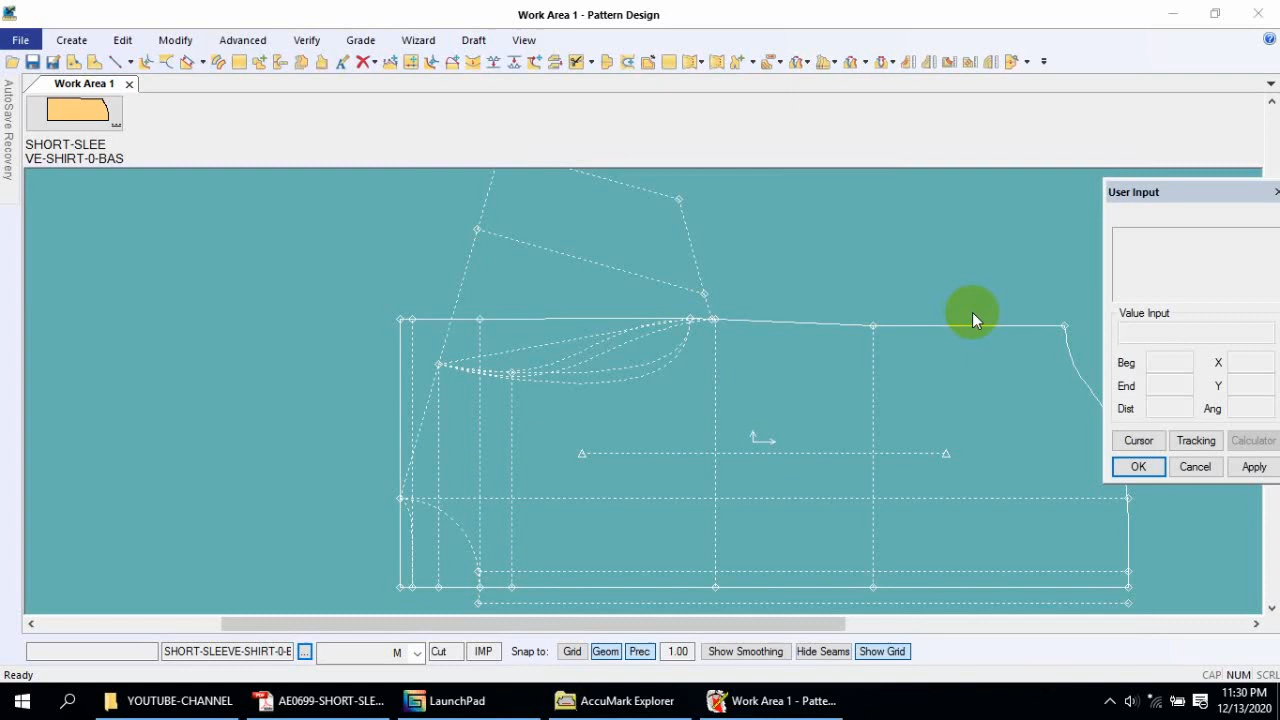 Work Area 1 - Pattern Design
File Create Edit Modify Advanced Verify Grade Wizard Draft View
Work Area 1
AutoSave Recovery
SHORT-SLEE
VE-SHIRT-0-BAS
User Input
Value Input
Beg X
End Y
Dist Ang
Cursor Tracking Calculator
OK Cancel Apply
SHORT-SLEEVE-SHIRT-0-E ... M Cut IMP Snap to: Grid Geom Prec 1.00 Show Smoothing Hide Seams Show Grid
Ready CAP NUM SCRL
YOUTUBE-CHANNEL AE0699-SHORT-SLE... LaunchPad AccuMark Explorer Work Area 1 - Patte...
11:30 PM
12/13/2020